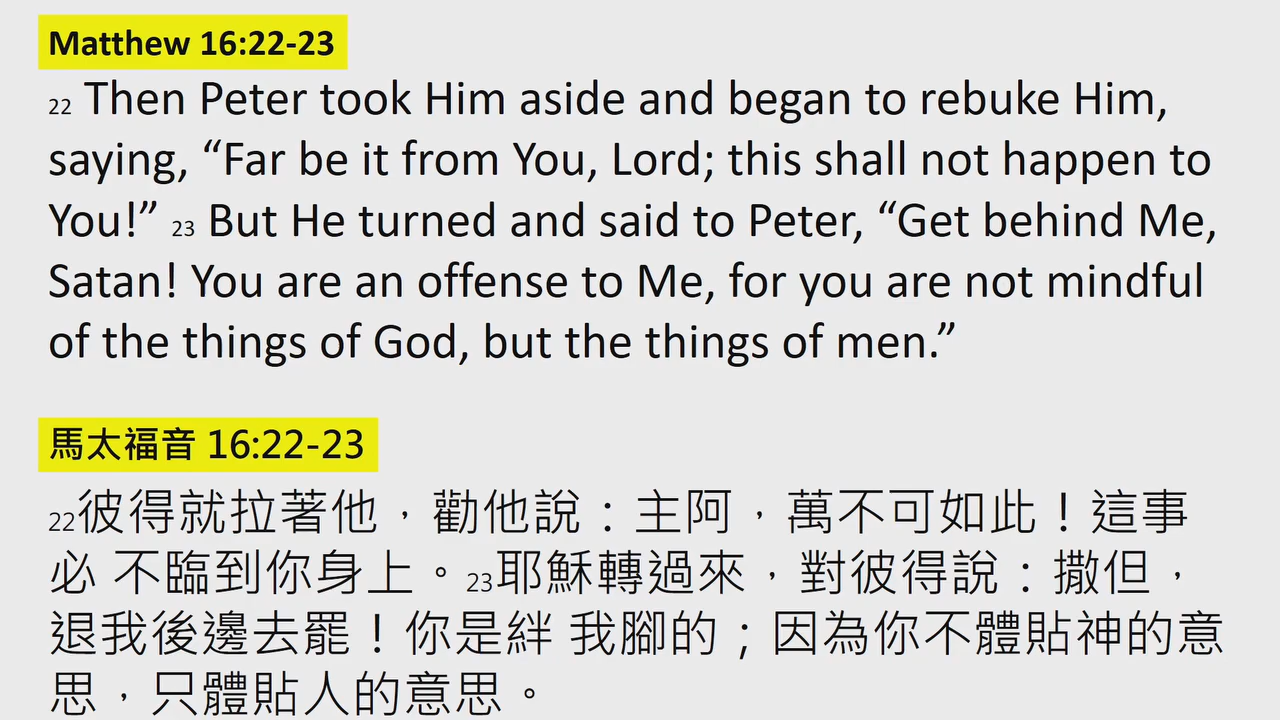 Matthew 16:22-23
22 Then Peter took Him aside and began to rebuke Him,
saying, “Far be it from You, Lord; this shall not happen to
You!” 23 But He turned and said to Peter, “Get behind Me,
Satan! You are an offense to Me, for you are not mindful
of the things of God, but the things of men.”
馬太福音 16:22-23
22彼得就拉著他，勸他說：主阿，萬不可如此！這事
必 不臨到你身上。23耶穌轉過來，對彼得說：撒但，
退我後邊去罷！你是絆 我腳的；因為你不體貼神的意
思，只體貼人的意思。